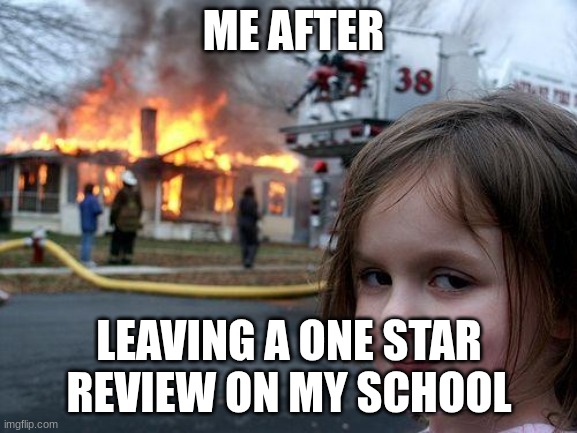 ME AFTER
38
LEAVING A ONE STAR
REVIEW ON MY SCHOOL
imgflip.com